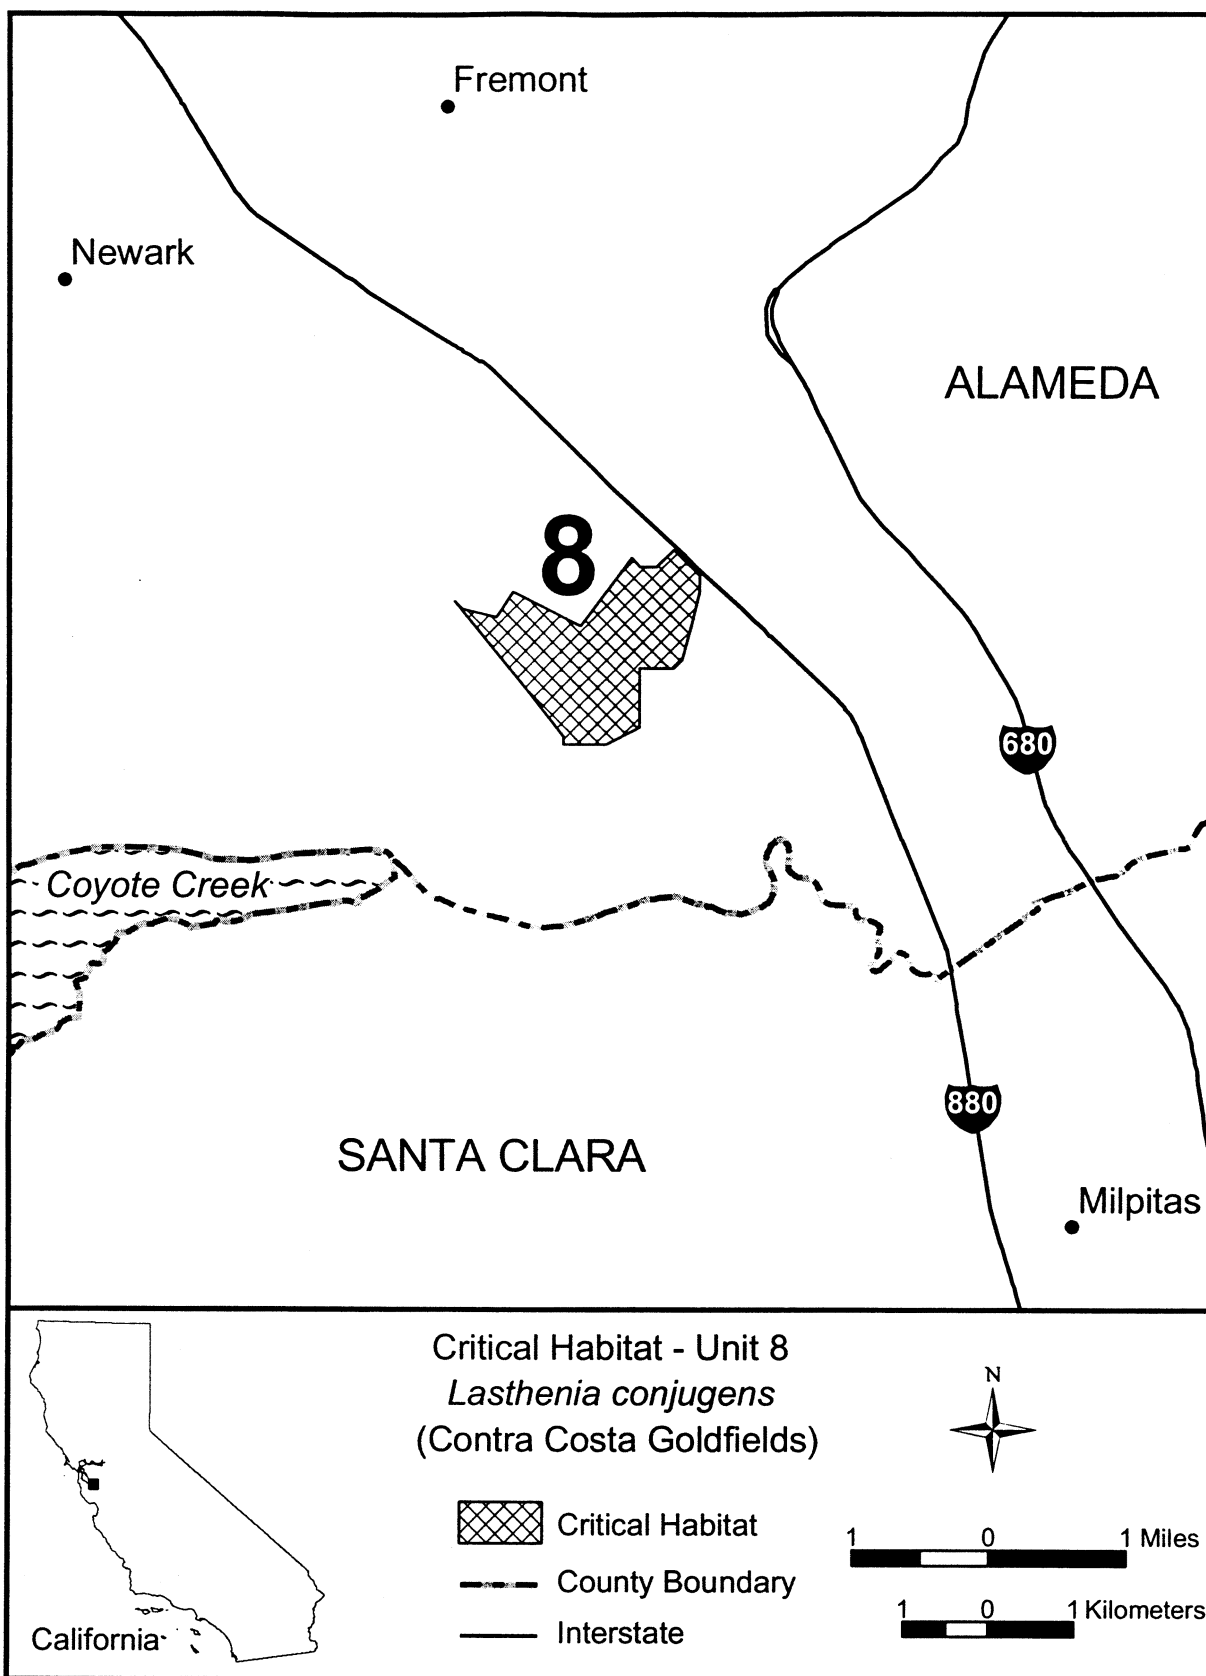 Fremont
Newark
ALAMEDA
8
680
Coyote Creek
880
SANTA CLARA
Milpitas
Critical Habitat - Unit 8
Lasthenia conjugens
(Contra Costa Goldfields)
N
Critical Habitat
County Boundary
Interstate
1 0 1 Miles
1 0 1 Kilometers
California